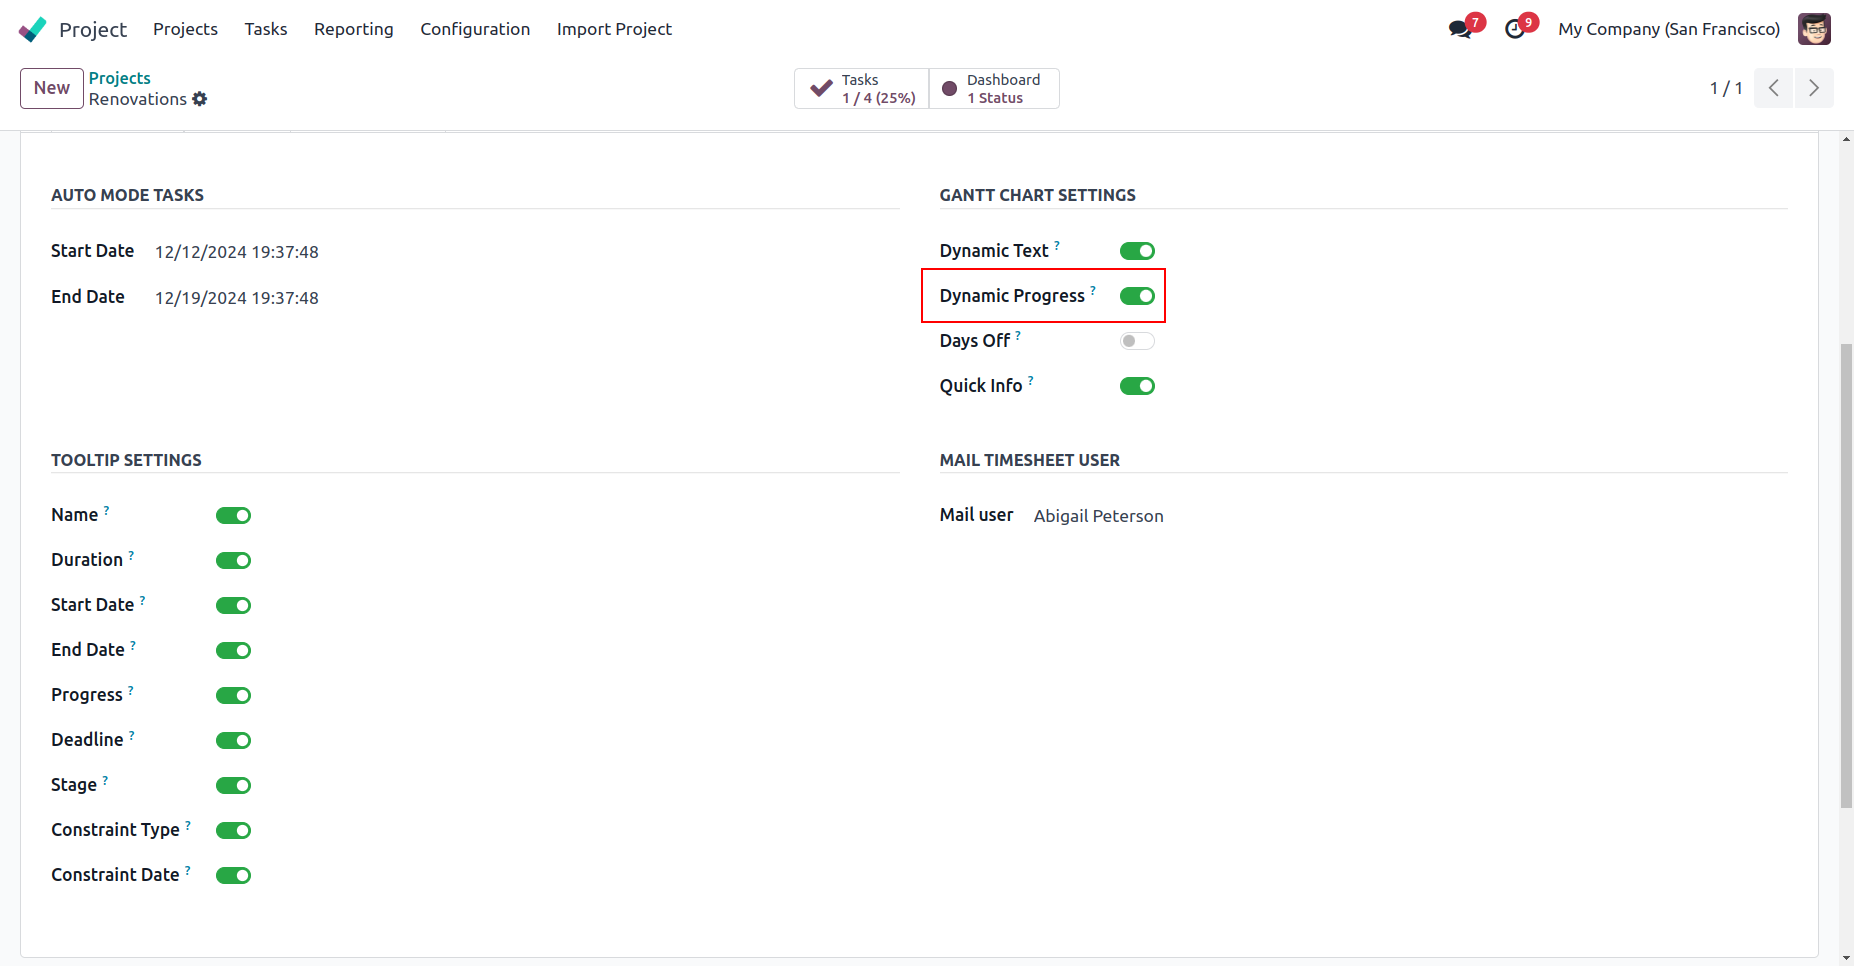 Project Projects Tasks Reporting Configuration Import Project 7 9 My Company (San Francisco)
New Projects Renovations
Tasks 1 / 4 (25%)
Dashboard 1 Status
1 / 1
AUTO MODE TASKS
Start Date 12/12/2024 19:37:48
End Date 12/19/2024 19:37:48
GANTT CHART SETTINGS
Dynamic Text ?
Dynamic Progress ?
Days Off ?
Quick Info ?
TOOLTIP SETTINGS
Name ?
Duration ?
Start Date ?
End Date ?
Progress ?
Deadline ?
Stage ?
Constraint Type ?
Constraint Date ?
MAIL TIMESHEET USER
Mail user Abigail Peterson